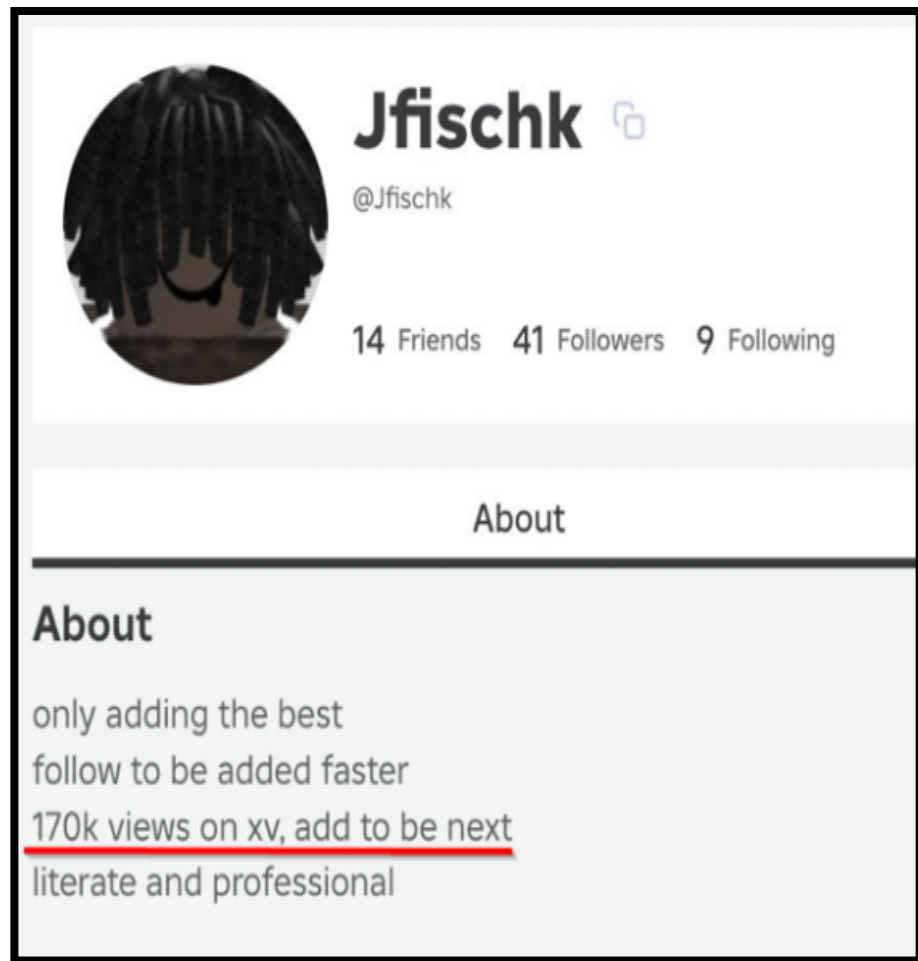 Jfischk
@Jfischk
14 Friends 41 Followers 9 Following
About
About
only adding the best
follow to be added faster
170k views on xv, add to be next
literate and professional